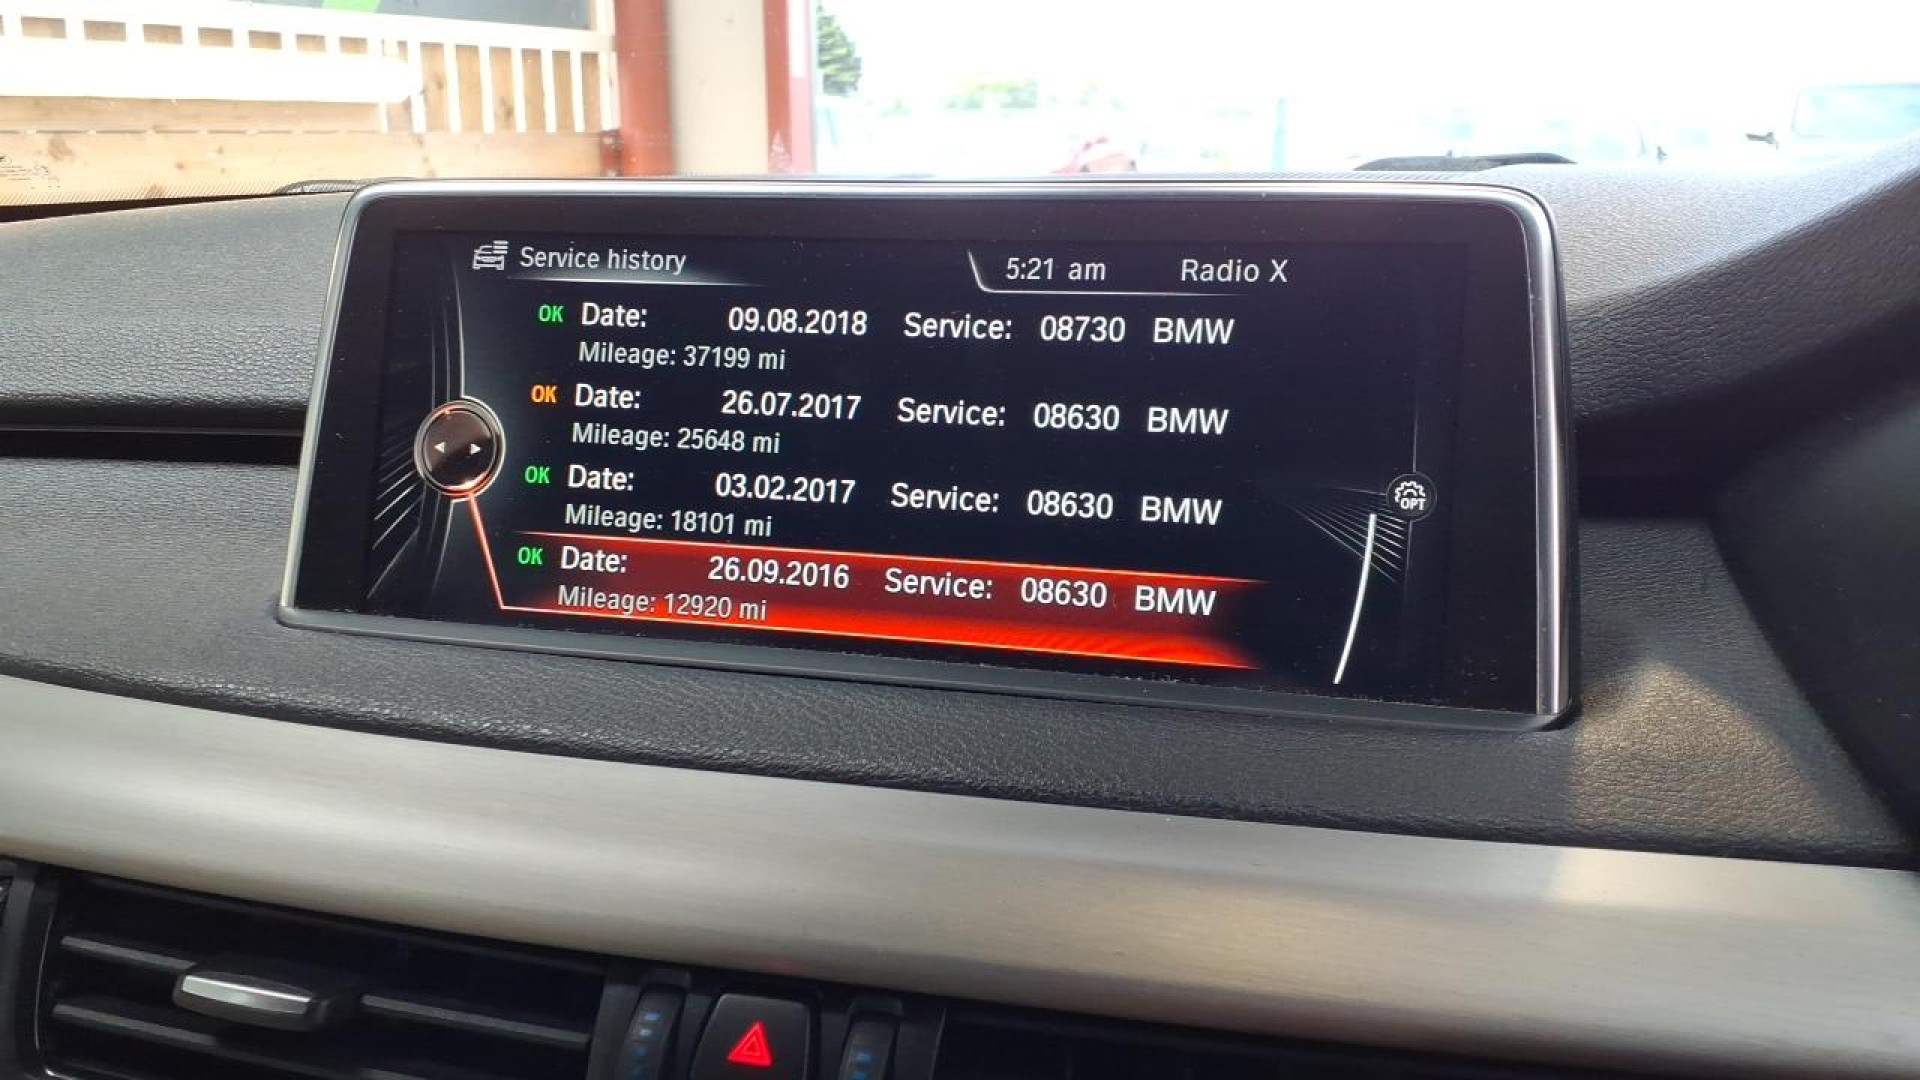 Service history
5:21 am Radio X
OK Date: 09.08.2018 Service: 08730 BMW
Mileage: 37199 mi
OK Date: 26.07.2017 Service: 08630 BMW
Mileage: 25648 mi
OK Date: 03.02.2017 Service: 08630 BMW
Mileage: 18101 mi
OPT
OK Date: 26.09.2016 Service: 08630 BMW
Mileage: 12920 mi